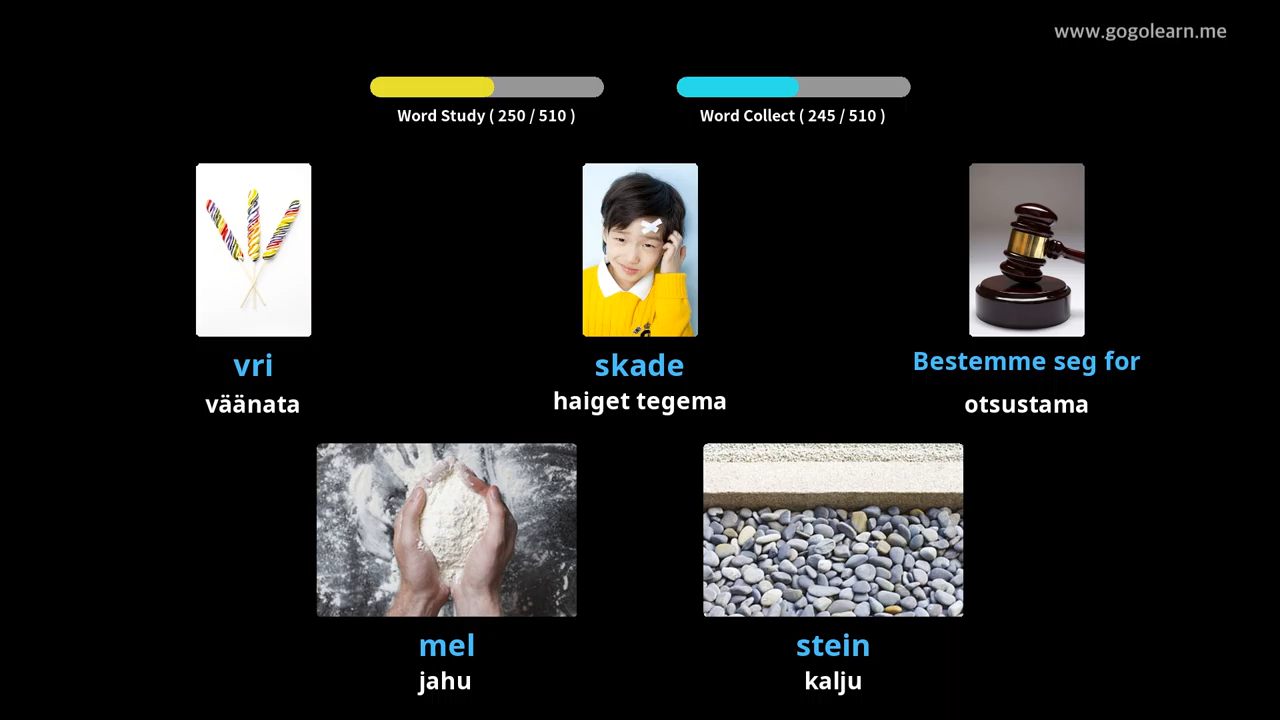 www.gogolearn.me
Word Study ( 250 / 510 )
Word Collect ( 245 / 510 )
vri
väänata
skade
haiget tegema
Bestemme seg for
otsustama
mel
jahu
stein
kalju